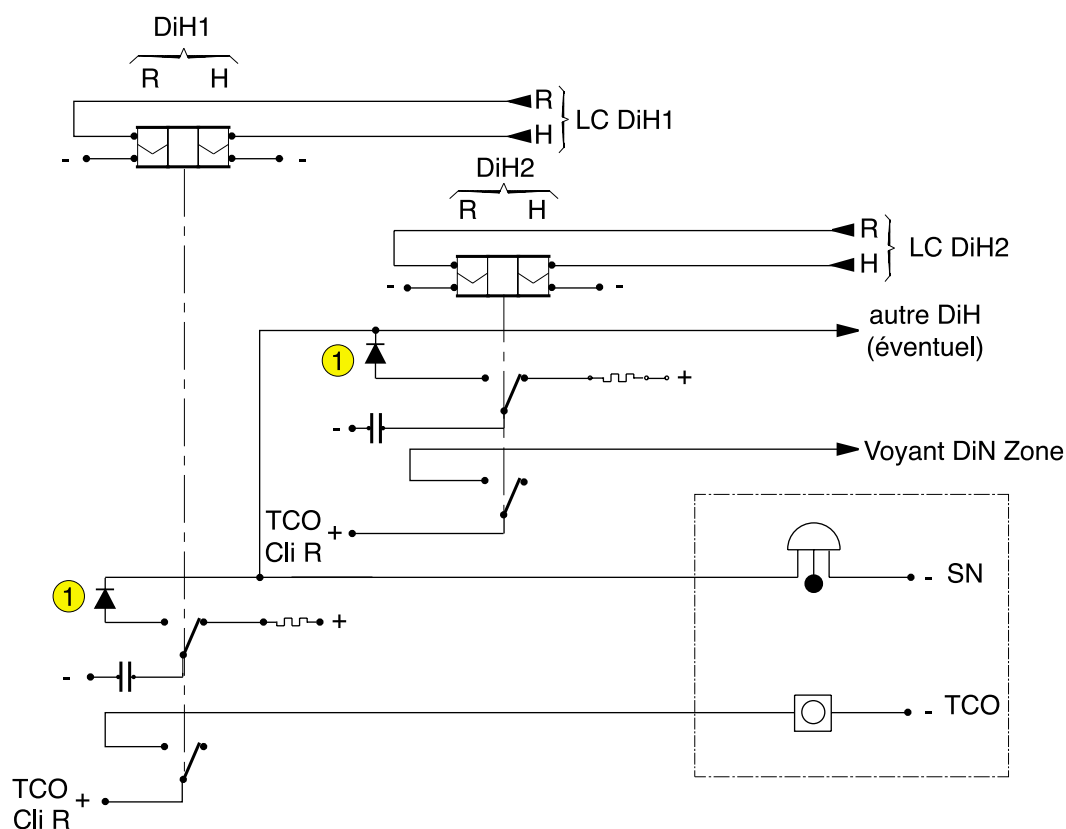 DiH1
R H
R
LC DiH1
H
DiH2
R H
R
LC DiH2
H
- -
- -
autre DiH
(éventuel)
1
+
-
Voyant DiN Zone
TCO +
Cli R
1
- SN
+
-
- TCO
TCO +
Cli R